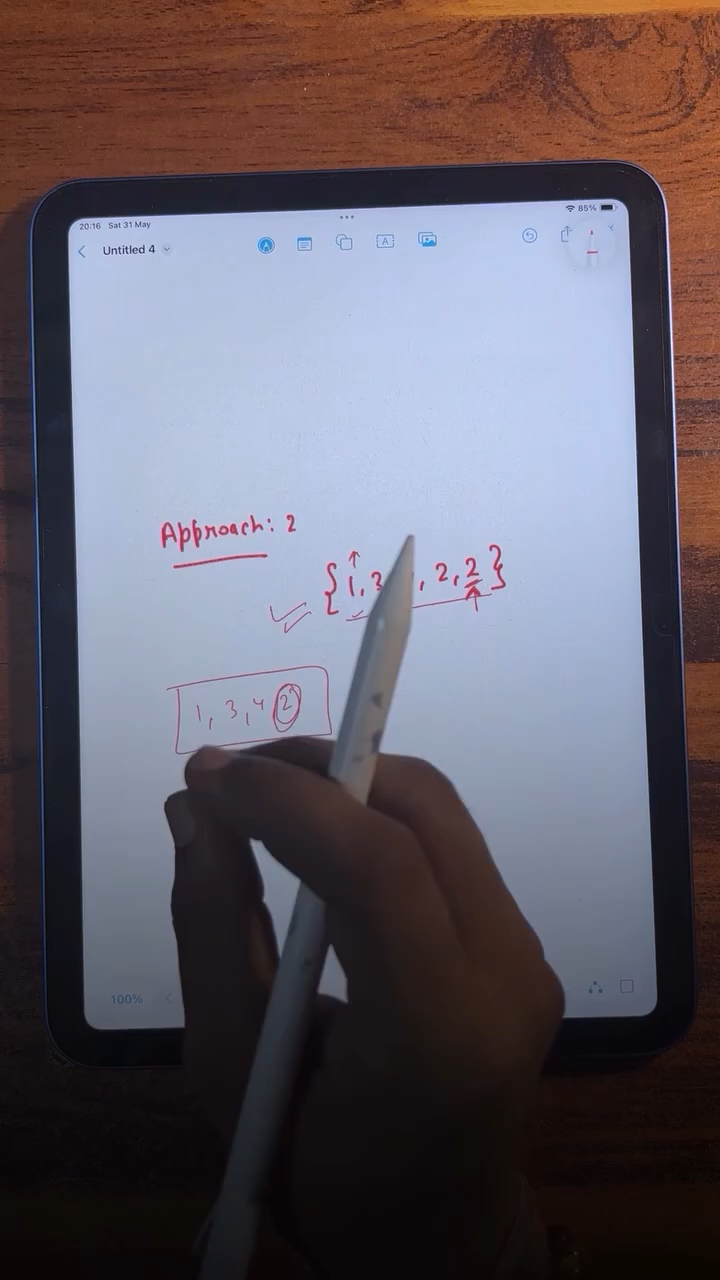 20:16 Sat 31 May
85%
Untitled 4
A
Approach: 2
{1, 3 , 2, 2}
1, 3, 4 2
100%